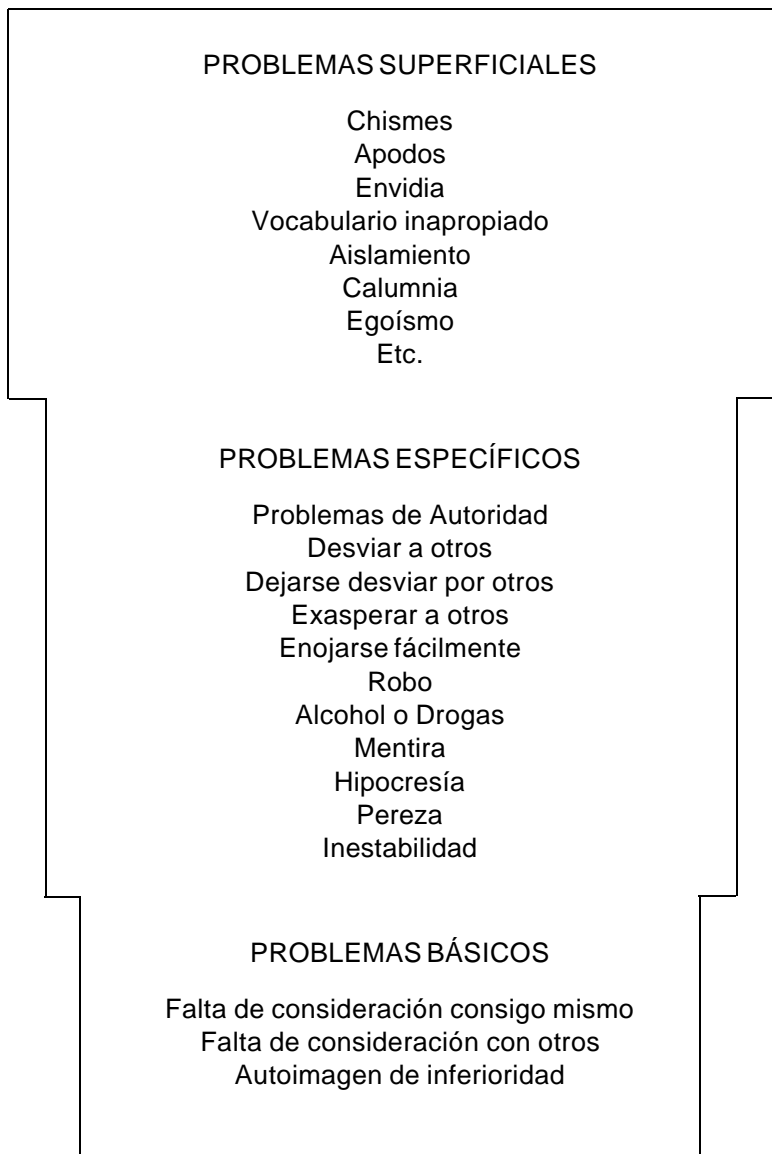 PROBLEMAS SUPERFICIALES
Chismes
Apodos
Envidia
Vocabulario inapropiado
Aislamiento
Calumnia
Egoísmo
Etc.
PROBLEMAS ESPECÍFICOS
Problemas de Autoridad
Desviar a otros
Dejarse desviar por otros
Exasperar a otros
Enojarse fácilmente
Robo
Alcohol o Drogas
Mentira
Hipocresía
Pereza
Inestabilidad
PROBLEMAS BÁSICOS
Falta de consideración consigo mismo
Falta de consideración con otros
Autoimagen de inferioridad